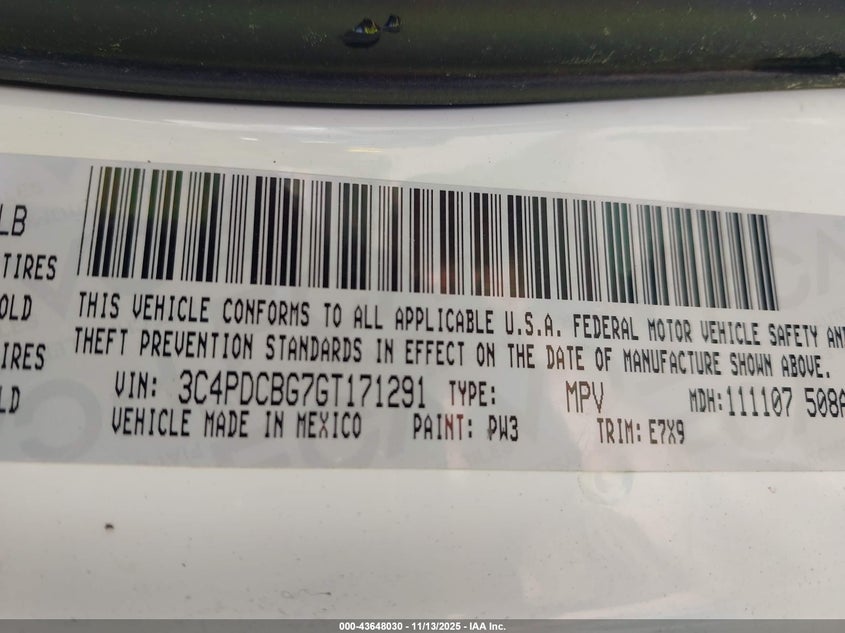 LB
TIRES
OLD
THIS VEHICLE CONFORMS TO ALL APPLICABLE U.S.A. FEDERAL MOTOR VEHICLE SAFETY AND
IRES
THEFT PREVENTION STANDARDS IN EFFECT ON THE DATE OF MANUFACTURE SHOWN ABOVE.
LD
VIN: 3C4PDCBG7GT171291 TYPE: MPV MDH:111107 508A
VEHICLE MADE IN MEXICO PAINT: PW3 TRIM: E7X9
000-43648030 - 11/13/2025 - IAA Inc.